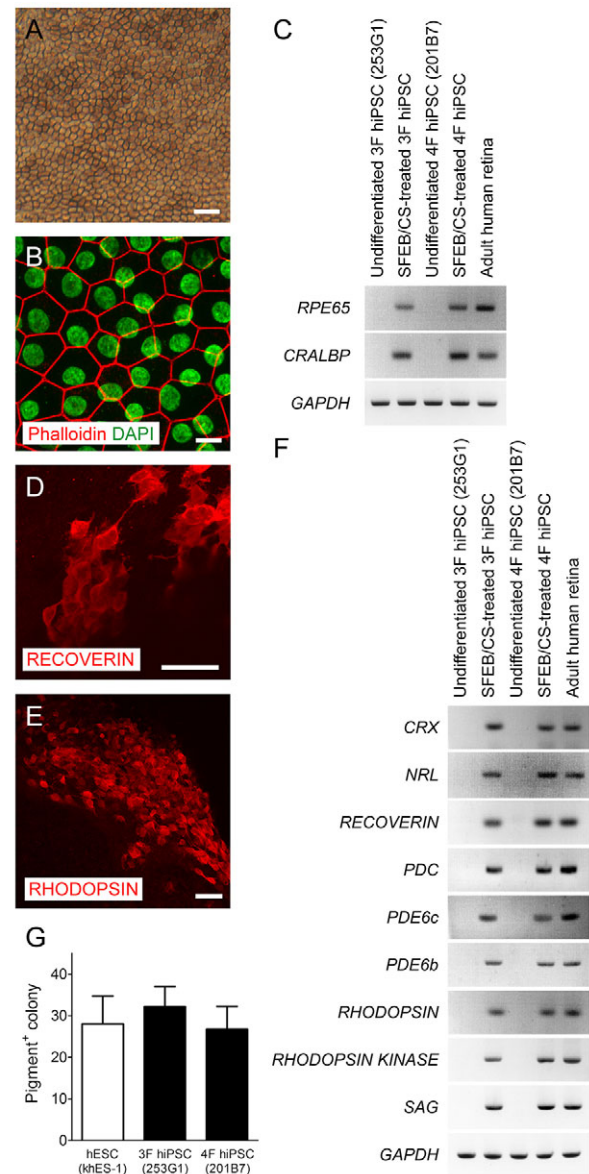 A
B
Phalloidin DAPI
C
Undifferentiated 3F hiPSC (253G1)
SFEB/CS-treated 3F hiPSC
Undifferentiated 4F hiPSC (201B7)
SFEB/CS-treated 4F hiPSC
Adult human retina
RPE65
CRALBP
GAPDH
D
RECOVERIN
E
RHODOPSIN
F
Undifferentiated 3F hiPSC (253G1)
SFEB/CS-treated 3F hiPSC
Undifferentiated 4F hiPSC (201B7)
SFEB/CS-treated 4F hiPSC
Adult human retina
CRX
NRL
RECOVERIN
PDC
PDE6c
PDE6b
RHODOPSIN
RHODOPSIN KINASE
SAG
GAPDH
G
Pigment+ colony
40
30
20
10
0
hESC
(khES-1)
3F hiPSC
(253G1)
4F hiPSC
(201B7)